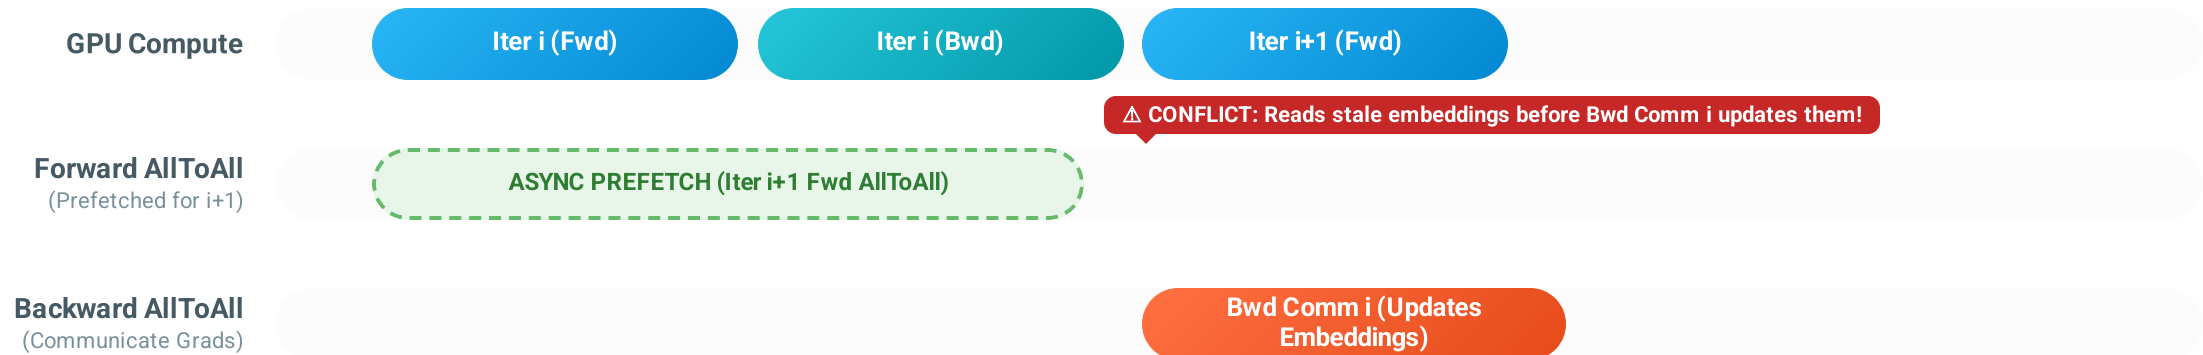 GPU Compute
Iter i (Fwd)
Iter i (Bwd)
Iter i+1 (Fwd)
⚠ CONFLICT: Reads stale embeddings before Bwd Comm i updates them!
Forward AllToAll
(Prefetched for i+1)
ASYNC PREFETCH (Iter i+1 Fwd AllToAll)
Backward AllToAll
(Communicate Grads)
Bwd Comm i (Updates
Embeddings)